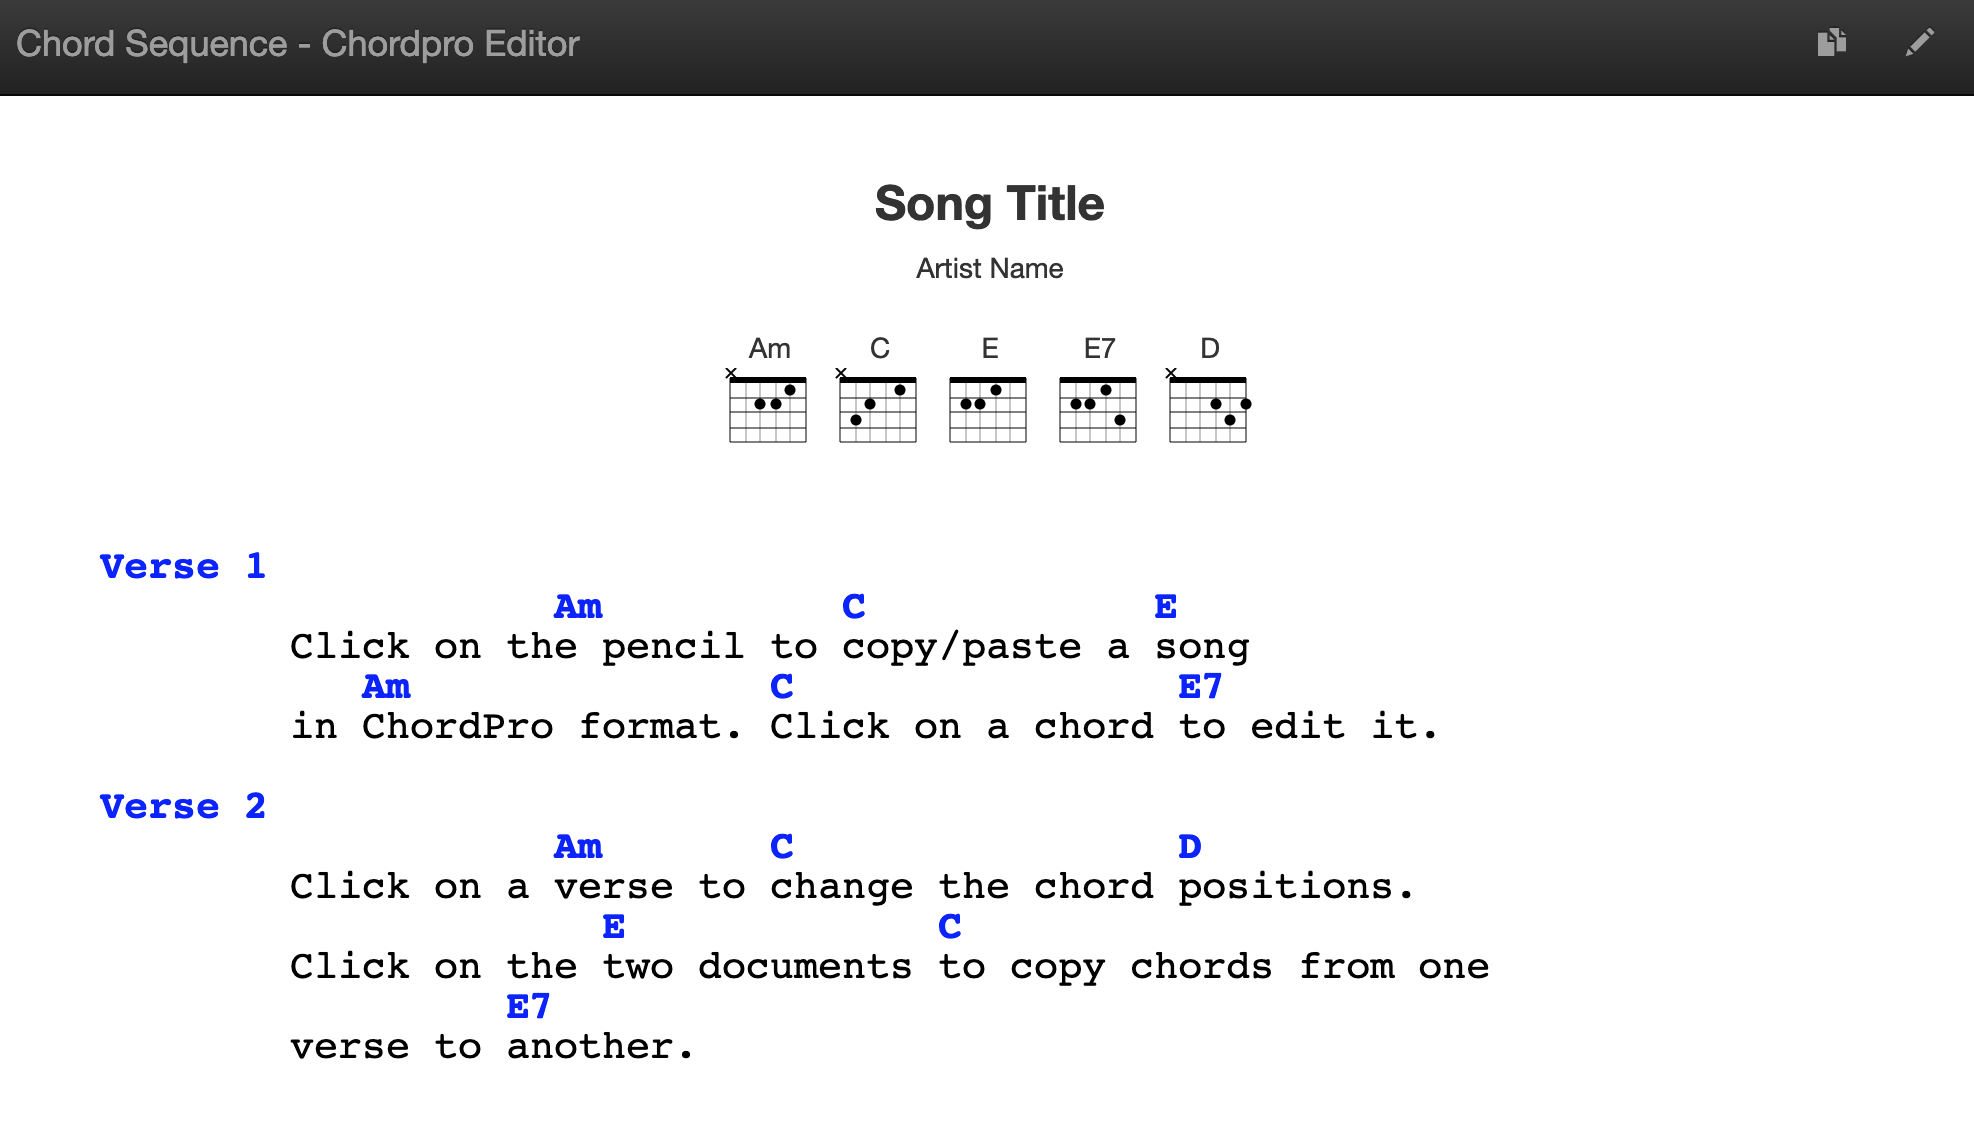 Chord Sequence - Chordpro Editor
Song Title
Artist Name
Am C E E7 D
x x x
Verse 1
Am C E
Click on the pencil to copy/paste a song
Am C E7
in ChordPro format. Click on a chord to edit it.
Verse 2
Am C D
Click on a verse to change the chord positions.
E C
Click on the two documents to copy chords from one
E7
verse to another.